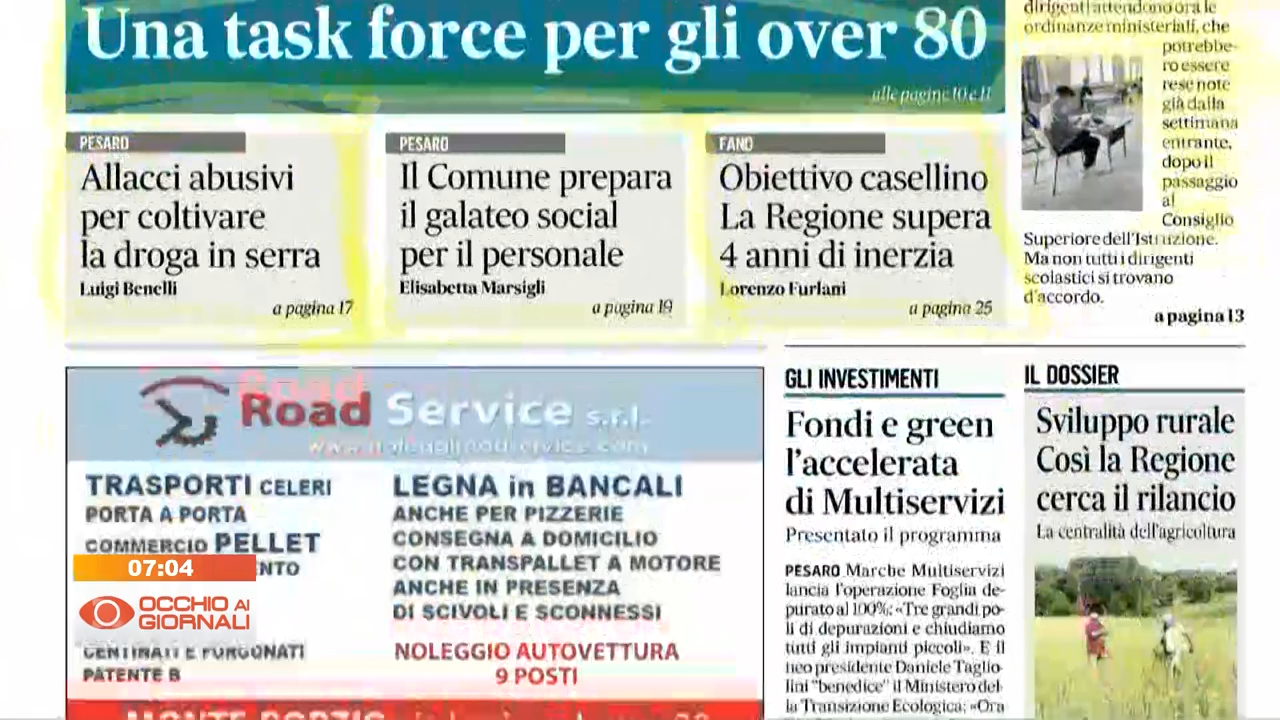 Una task force per gli over 80
alle pagine 10 e 11
dirigenti attendono ora le
ordinanze ministeriali, che
potrebbe-
ro essere
rese note
già dalla
settimana
entrante,
dopo il
passaggio
al
Consiglio
Superiore dell'Istruzione.
Ma non tutti i dirigenti
scolastici si trovano
d'accordo.
a pagina 13
PESARO
Allacci abusivi
per coltivare
la droga in serra
Luigi Benelli
a pagina 17
PESARO
Il Comune prepara
il galateo social
per il personale
Elisabetta Marsigli
a pagina 19
FANO
Obiettivo casellino
La Regione supera
4 anni di inerzia
Lorenzo Furlani
a pagina 25
Road Service s.r.l.
TRASPORTI CELERI
PORTA A PORTA
COMMERCIO PELLET
NTO
CENTINATI E FURGONATI
PATENTE B
LEGNA in BANCALI
ANCHE PER PIZZERIE
CONSEGNA A DOMICILIO
CON TRANSPALLET A MOTORE
ANCHE IN PRESENZA
DI SCIVOLI E SCONNESSI
NOLEGGIO AUTOVETTURA
9 POSTI
07:04
OCCHIO AI
GIORNALI
GLI INVESTIMENTI
Fondi e green
l'accelerata
di Multiservizi
Presentato il programma
PESARO Marche Multiservizi
lancia l'operazione Foglia de-
purato al 100%: «Tre grandi po-
li di depurazioni e chiudiamo
tutti gli impianti piccoli». E il
neo presidente Daniele Taglio-
lini "benedice" il Ministero del-
la Transizione Ecologica: «Ora
IL DOSSIER
Sviluppo rurale
Così la Regione
cerca il rilancio
La centralità dell'agricoltura